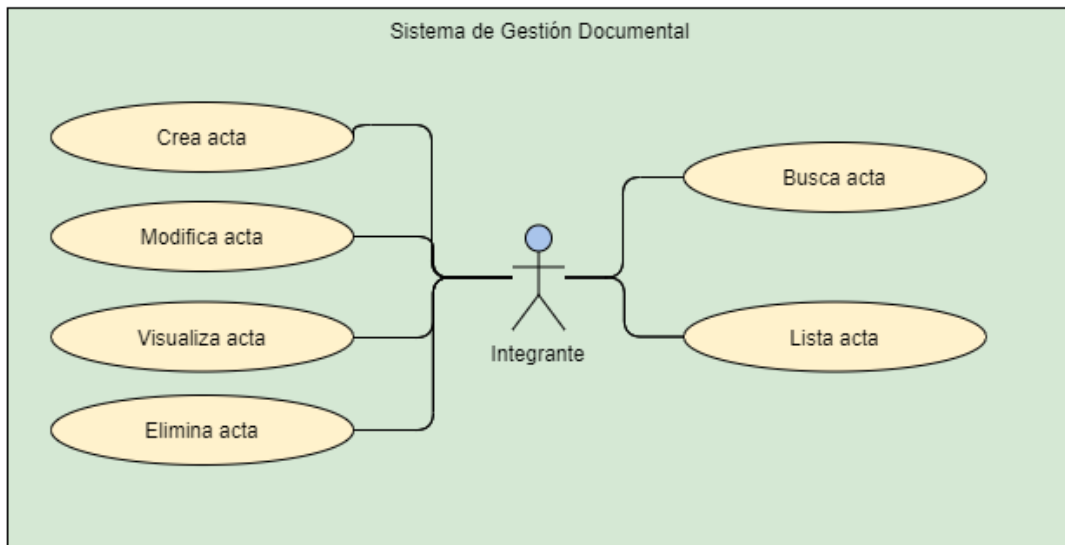 Sistema de Gestión Documental
Crea acta
Modifica acta
Visualiza acta
Elimina acta
Integrante
Busca acta
Lista acta